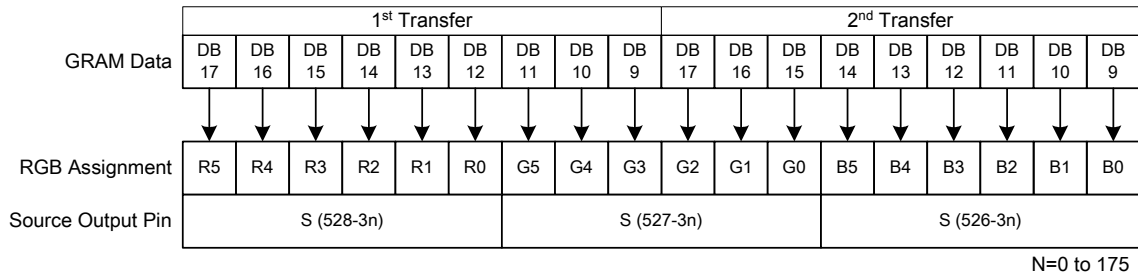 1st Transfer 2nd Transfer
GRAM Data DB 17 DB 16 DB 15 DB 14 DB 13 DB 12 DB 11 DB 10 DB 9 DB 17 DB 16 DB 15 DB 14 DB 13 DB 12 DB 11 DB 10 DB 9
RGB Assignment R5 R4 R3 R2 R1 R0 G5 G4 G3 G2 G1 G0 B5 B4 B3 B2 B1 B0
Source Output Pin S (528-3n) S (527-3n) S (526-3n)
N=0 to 175